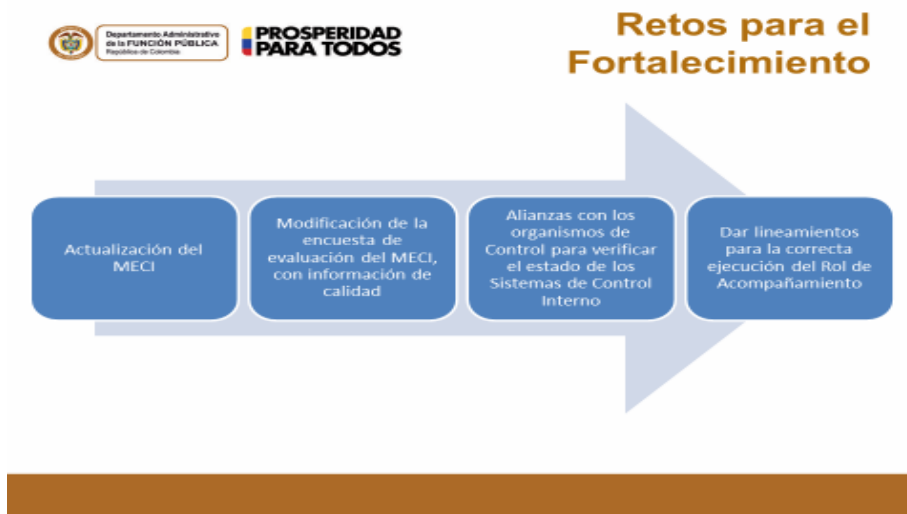 Departamento Administrativo
de la FUNCIÓN PÚBLICA
República de Colombia
PROSPERIDAD
PARA TODOS
Retos para el
Fortalecimiento
Actualización del
MECI
Modificación de la
encuesta de
evaluación del MECI,
con información de
calidad
Alianzas con los
organismos de
Control para verificar
el estado de los
Sistemas de Control
Interno
Dar lineamientos
para la correcta
ejecución del Rol de
Acompañamiento